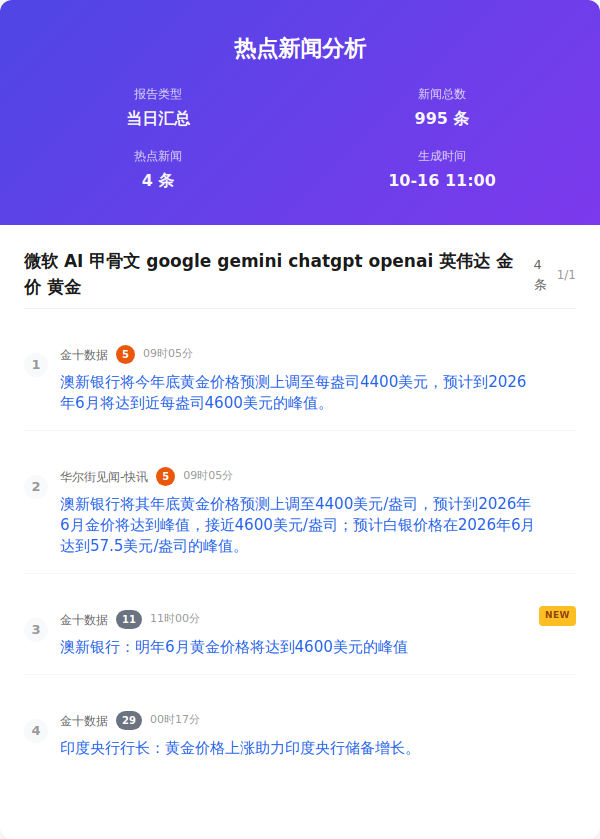 热点新闻分析
报告类型
新闻总数
当日汇总
995 条
热点新闻
生成时间
4 条
10-16 11:00
微软 AI 甲骨文 google gemini chatgpt openai 英伟达 金
价 黄金
4
条
1/1
1
金十数据 5 09时05分
澳新银行将今年底黄金价格预测上调至每盎司4400美元，预计到2026
年6月将达到近每盎司4600美元的峰值。
2
华尔街见闻-快讯 5 09时05分
澳新银行将其年底黄金价格预测上调至4400美元/盎司，预计到2026年
6月金价将达到峰值，接近4600美元/盎司；预计白银价格在2026年6月
达到57.5美元/盎司的峰值。
3
金十数据 11 11时00分
NEW
澳新银行：明年6月黄金价格将达到4600美元的峰值
4
金十数据 29 00时17分
印度央行行长：黄金价格上涨助力印度央行储备增长。